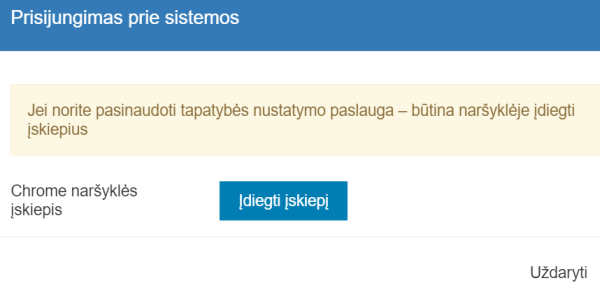 Prisijungimas prie sistemos
Jei norite pasinaudoti tapatybės nustatymo paslauga – būtina naršyklėje įdiegti
įskiepius
Chrome naršyklės
įskiepis
Įdiegti įskiepį
Uždaryti